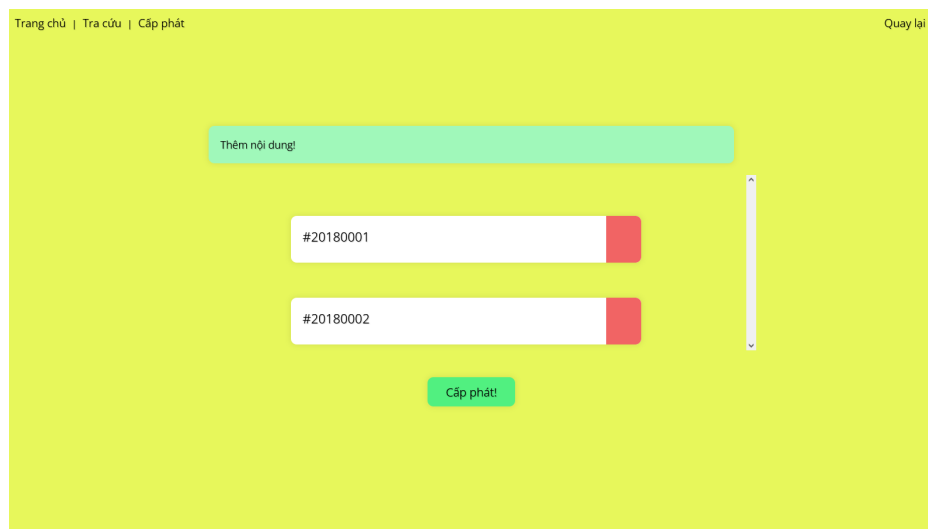 Trang chủ | Tra cứu | Cấp phát
Quay lại
Thêm nội dung!
#20180001
#20180002
Cấp phát!